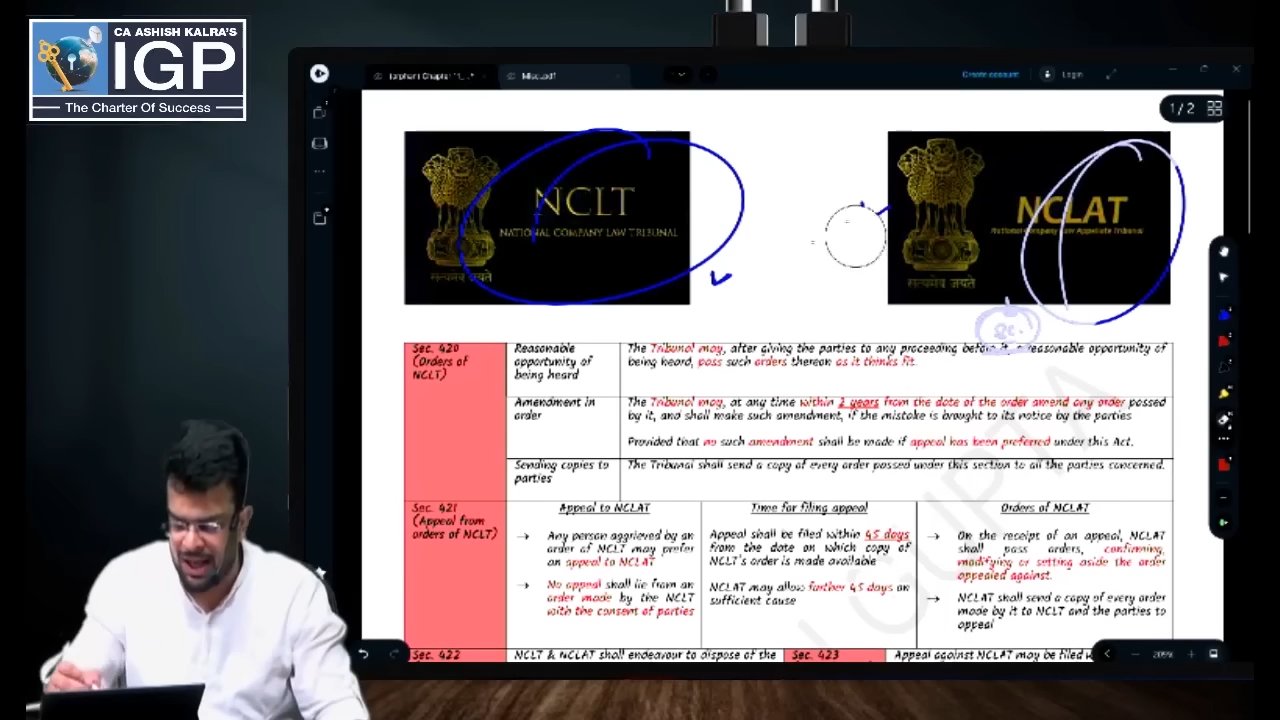 CA ASHISH KALRA'S
IGP
The Charter Of Success
Misc.pdf
Create account
Login
1/2
NCLT
NATIONAL COMPANY LAW TRIBUNAL
सत्यमेव जयते
NCLAT
National Company Law Appellate Tribunal
सत्यमेव जयते
Sec. 420
(Orders of
NCLT)
Reasonable
opportunity of
being heard
The Tribunal may, after giving the parties to any proceeding before it, a reasonable opportunity of
being heard, pass such orders thereon as it thinks fit.
Amendment in
order
The Tribunal may, at any time within 2 years from the date of the order amend any order passed
by it, and shall make such amendment, if the mistake is brought to its notice by the parties
Provided that no such amendment shall be made if appeal has been preferred under this Act.
Sending copies to
parties
The Tribunal shall send a copy of every order passed under this section to all the parties concerned.
Sec. 421
(Appeal from
orders of NCLT)
Appeal to NCLAT
→ Any person aggrieved by an
order of NCLT may prefer
an appeal to NCLAT
→ No appeal shall lie from an
order made by the NCLT
with the consent of parties
Time for filing appeal
Appeal shall be filed within 45 days
from the date on which copy of
NCLT's order is made available
NCLAT may allow further 45 days on
sufficient cause
Orders of NCLAT
→ On the receipt of an appeal, NCLAT
shall pass orders, confirming,
modifying or setting aside the order
appealed against.
→ NCLAT shall send a copy of every order
made by it to NCLT and the parties to
appeal
Sec. 422
NCLT & NCLAT shall endeavour to dispose of the
Sec. 423
Appeal against NCLAT may be filed
GUPTA
209%